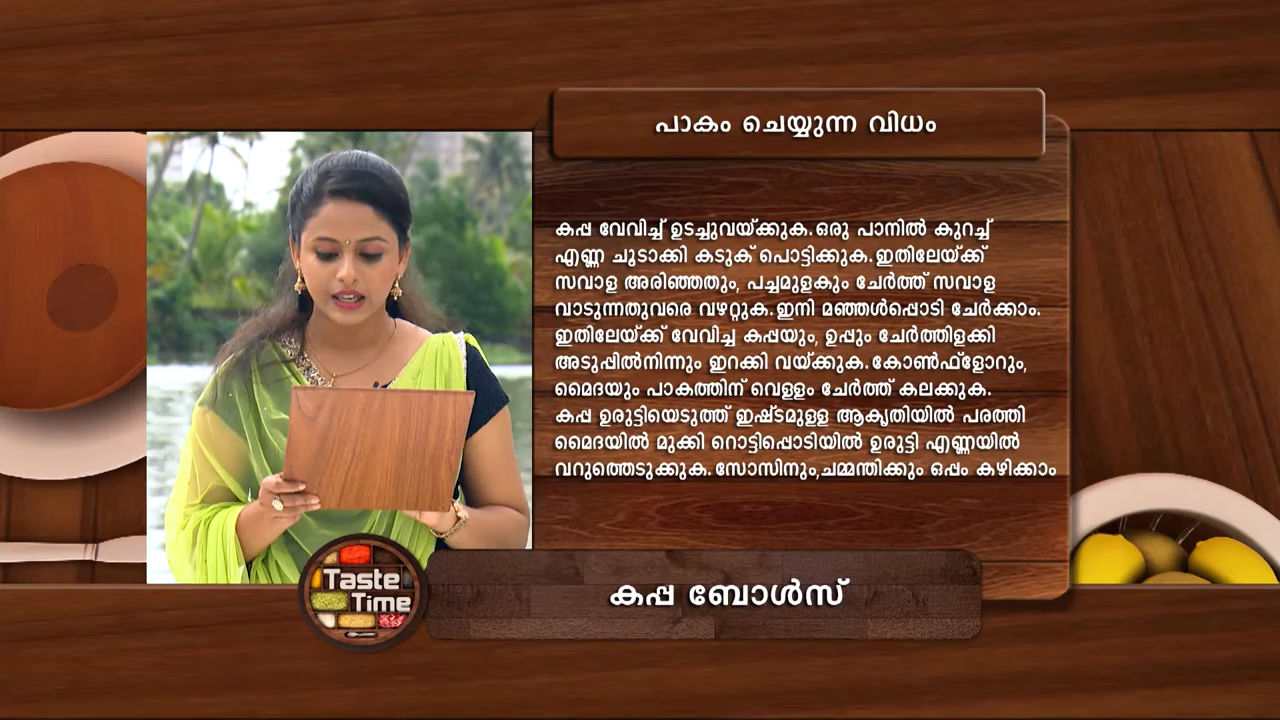 പാകം ചെയ്യുന്ന വിധം
കപ്പ വേവിച്ച് ഉടച്ചുവയ്ക്കുക.ഒരു പാനിൽ കുറച്ച്
എണ്ണ ചൂടാക്കി കടുക് പൊട്ടിക്കുക.ഇതിലേയ്ക്ക്
സവാള അരിഞ്ഞതും, പച്ചമുളകും ചേർത്ത് സവാള
വാടുന്നതുവരെ വഴറ്റുക.ഇനി മഞ്ഞൾപ്പൊടി ചേർക്കാം.
ഇതിലേയ്ക്ക് വേവിച്ച കപ്പയും, ഉപ്പും ചേർത്തിളക്കി
അടുപ്പിൽനിന്നും ഇറക്കി വയ്ക്കുക.കോൺഫ്ളോറും,
മൈദയും പാകത്തിന് വെള്ളം ചേർത്ത് കലക്കുക.
കപ്പ ഉരുട്ടിയെടുത്ത് ഇഷ്ടമുള്ള ആകൃതിയിൽ പരത്തി
മൈദയിൽ മുക്കി റൊട്ടിപ്പൊടിയിൽ ഉരുട്ടി എണ്ണയിൽ
വറുത്തെടുക്കുക. സോസിനും,ചമ്മന്തിക്കും ഒപ്പം കഴിക്കാം
Taste
Time
കപ്പ ബോൾസ്